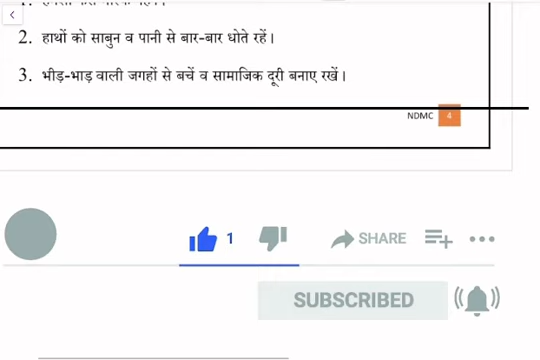 2. हाथों को साबुन व पानी से बार-बार धोते रहें।
3. भीड़-भाड़ वाली जगहों से बचें व सामाजिक दूरी बनाए रखें।
NDMC 4
1 SHARE
SUBSCRIBED